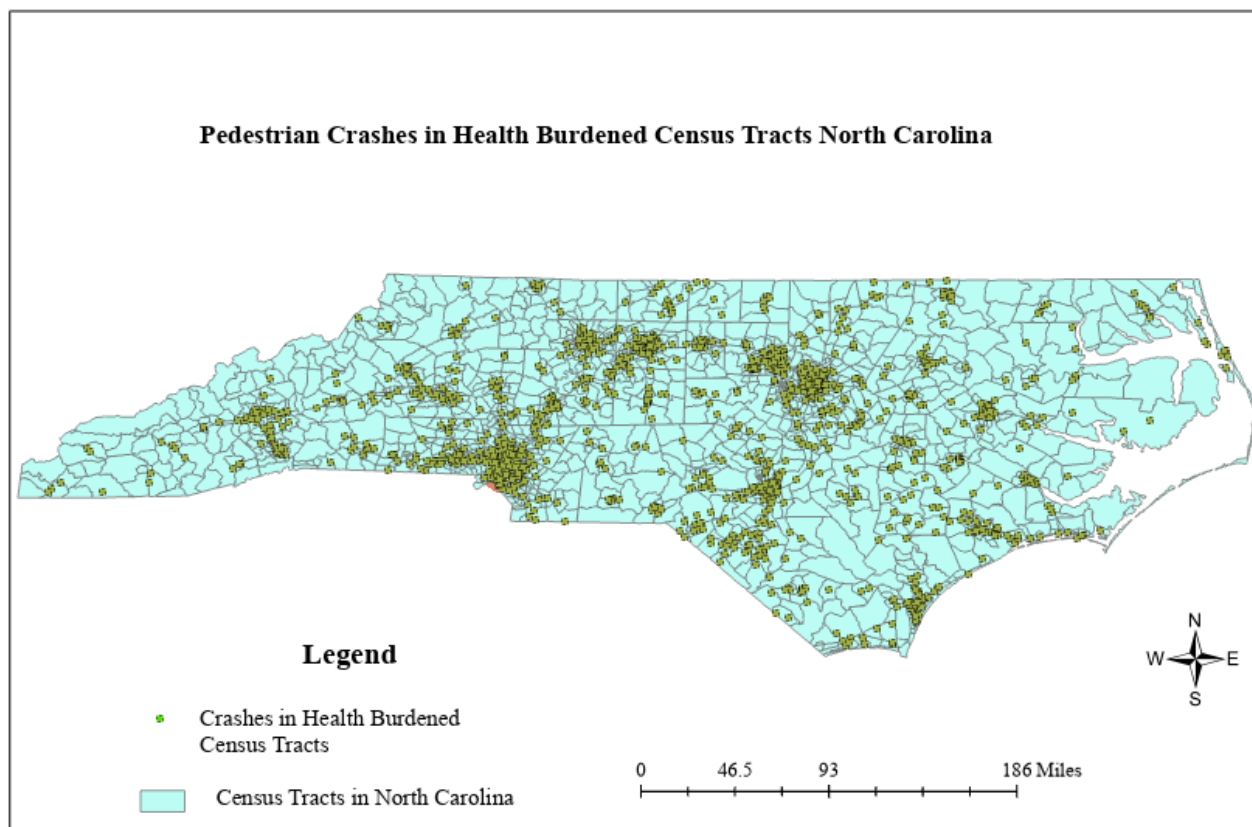 Pedestrian Crashes in Health Burdened Census Tracts North Carolina
Legend
Crashes in Health Burdened
Census Tracts
Census Tracts in North Carolina
0 46.5 93 186 Miles
N
W E
S